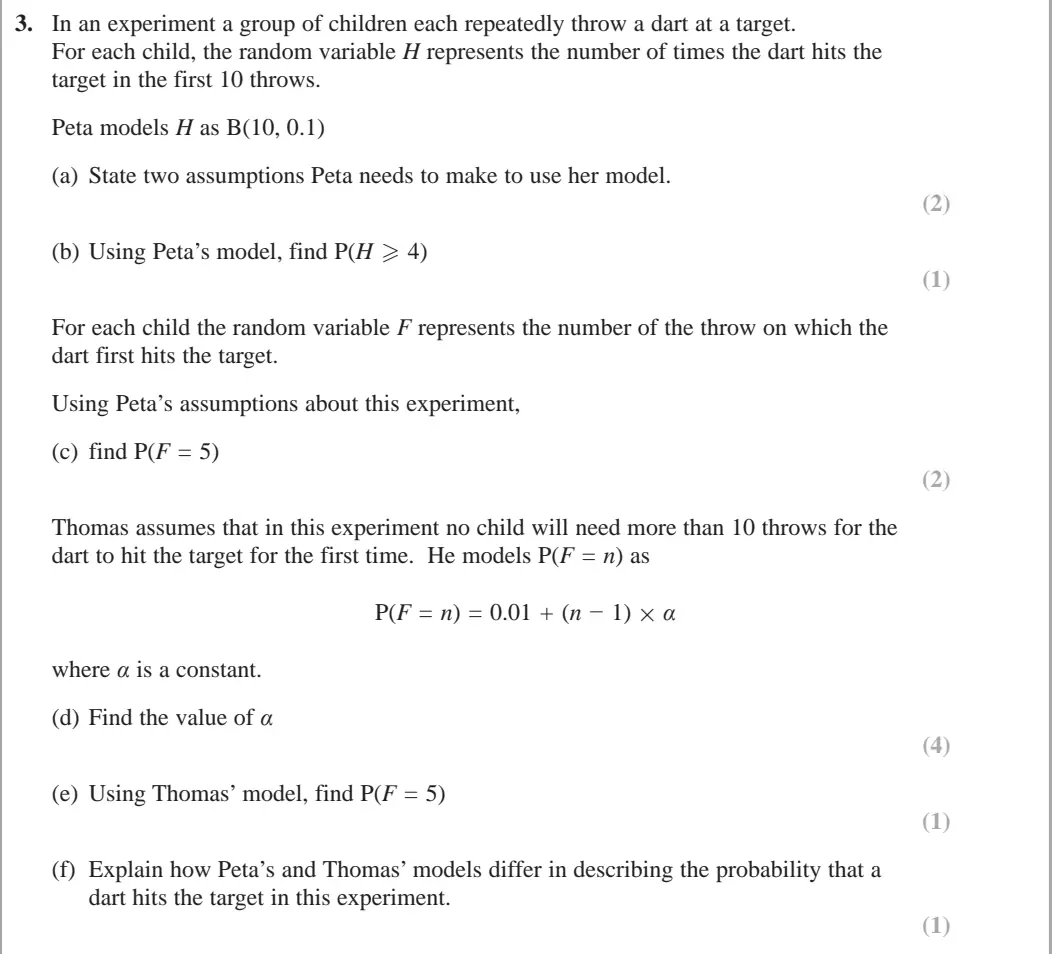 3. In an experiment a group of children each repeatedly throw a dart at a target.
For each child, the random variable H represents the number of times the dart hits the
target in the first 10 throws.
Peta models H as B(10, 0.1)
(a) State two assumptions Peta needs to make to use her model.
(2)
(b) Using Peta’s model, find P(H ⩾ 4)
(1)
For each child the random variable F represents the number of the throw on which the
dart first hits the target.
Using Peta’s assumptions about this experiment,
(c) find P(F = 5)
(2)
Thomas assumes that in this experiment no child will need more than 10 throws for the
dart to hit the target for the first time. He models P(F = n) as
P(F = n) = 0.01 + (n − 1) × α
where α is a constant.
(d) Find the value of α
(4)
(e) Using Thomas’ model, find P(F = 5)
(1)
(f) Explain how Peta’s and Thomas’ models differ in describing the probability that a
dart hits the target in this experiment.
(1)